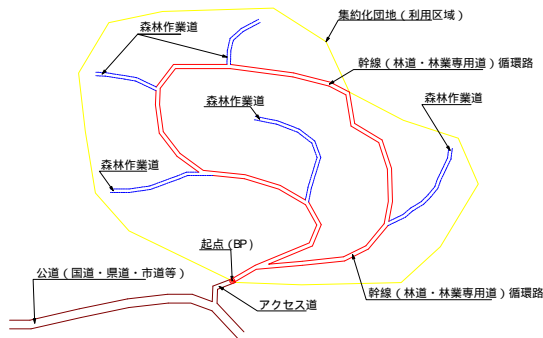 集約化団地（利用区域）
森林作業道
幹線（林道・林業専用道）循環路
森林作業道
森林作業道
森林作業道
起点（BP）
公道（国道・県道・市道等）
幹線（林道・林業専用道）循環路
アクセス道